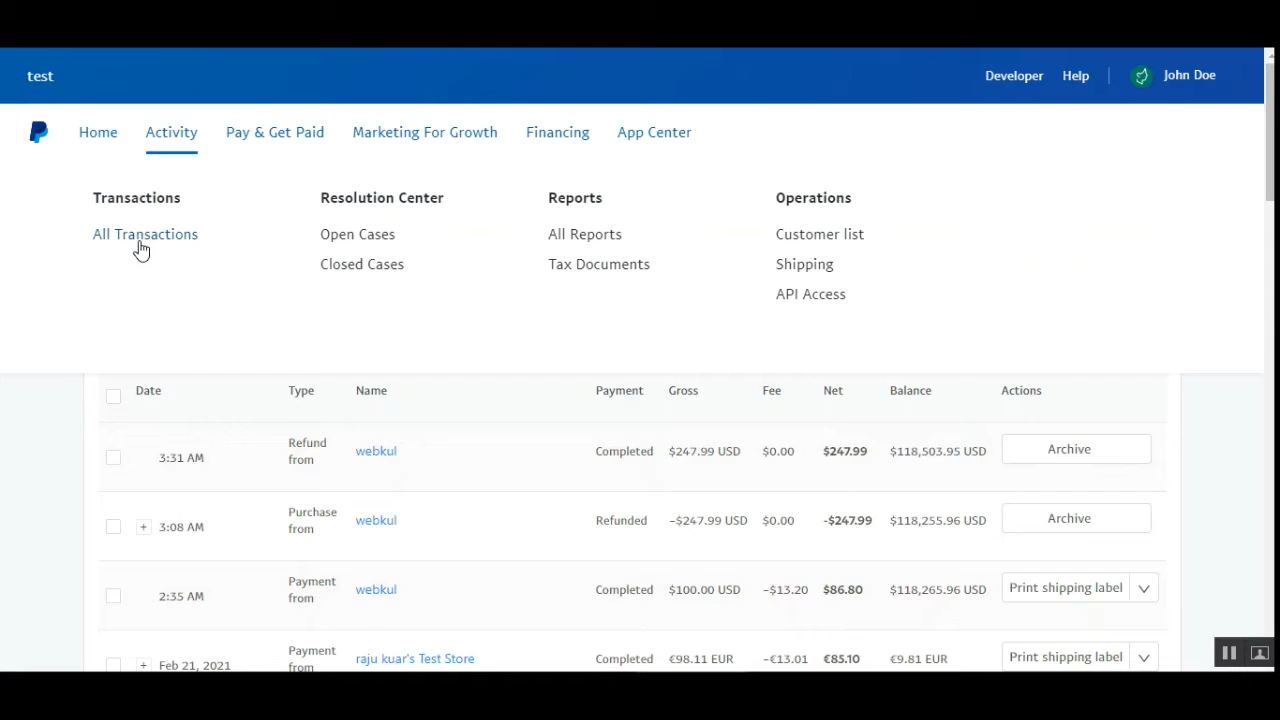 test
Developer Help John Doe
Home Activity Pay & Get Paid Marketing For Growth Financing App Center
Transactions Resolution Center Reports Operations
All Transactions Open Cases All Reports Customer list
Closed Cases Tax Documents Shipping
API Access
Date Type Name Payment Gross Fee Net Balance Actions
Refund
3:31 AM from webkul Completed $247.99 USD $0.00 $247.99 $118,503.95 USD Archive
Purchase
+ 3:08 AM from webkul Refunded -$247.99 USD $0.00 -$247.99 $118,255.96 USD Archive
Payment
2:35 AM from webkul Completed $100.00 USD -$13.20 $86.80 $118,265.96 USD Print shipping label
Payment
+ Feb 21, 2021 from raju kuar's Test Store Completed €98.11 EUR -€13.01 €85.10 €9.81 EUR Print shipping label